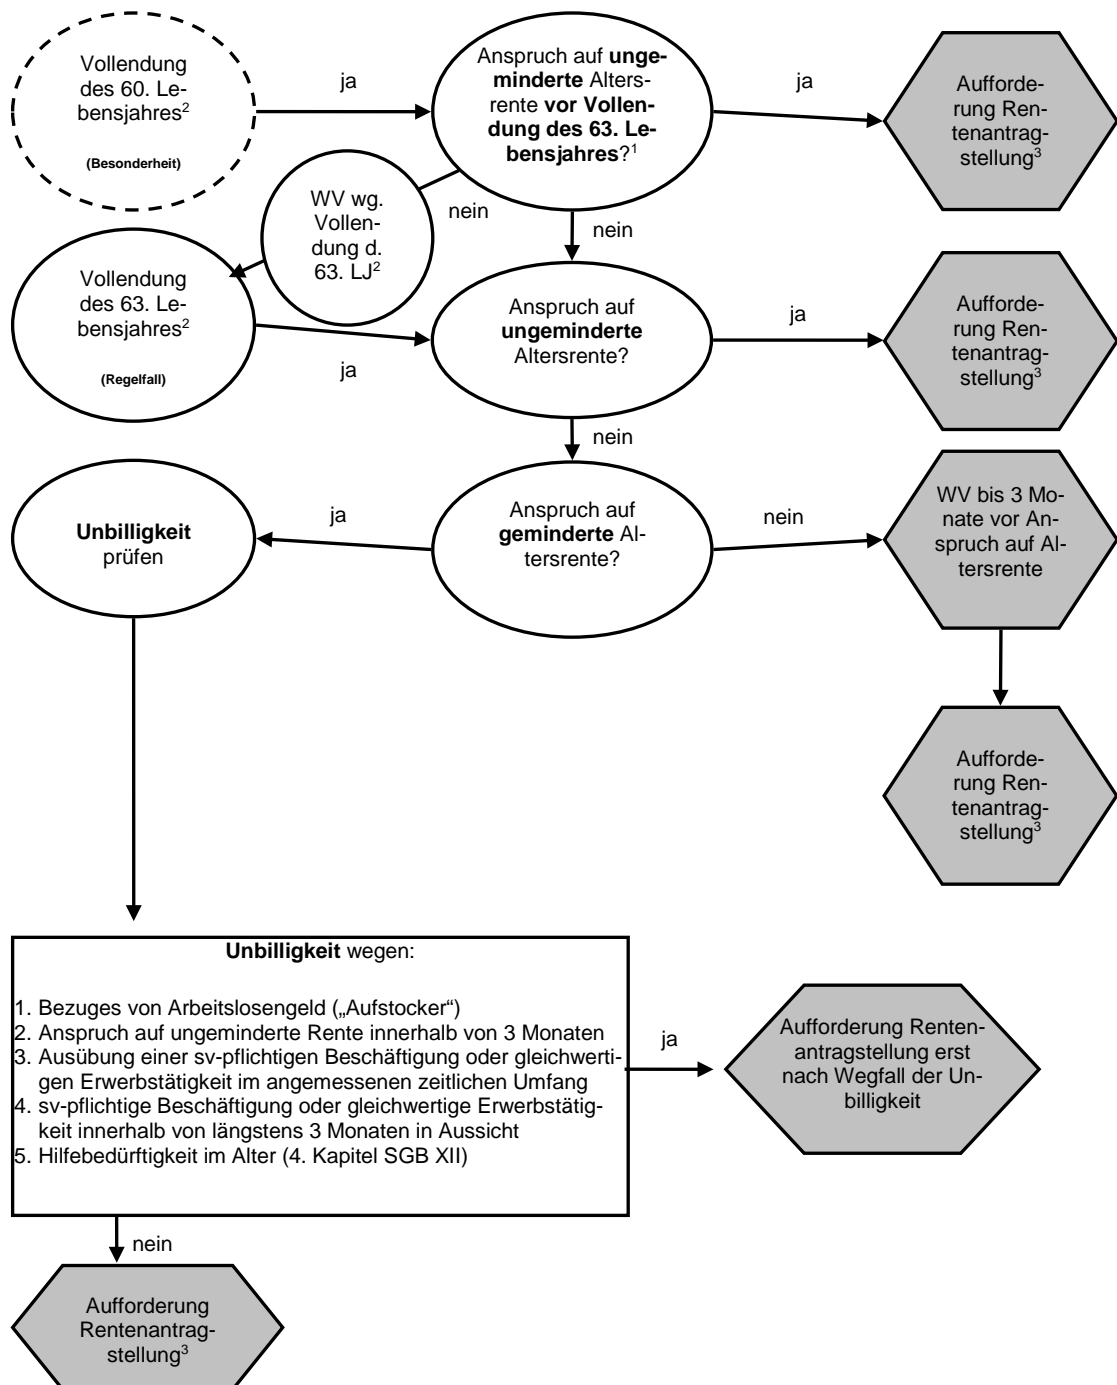 Vollendung
des 60. Le-
bensjahres²
(Besonderheit)
ja
Anspruch auf unge-
minderte Alters-
rente vor Vollen-
dung des 63. Le-
bensjahres?¹
ja
Aufforde-
rung Ren-
tenantrag-
stellung³
WV wg.
Vollen-
dung d.
63. LJ²
nein
nein
Vollendung
des 63. Le-
bensjahres²
(Regelfall)
ja
Anspruch auf
ungeminderte
Altersrente?
ja
Aufforde-
rung Ren-
tenantrag-
stellung³
nein
Unbilligkeit
prüfen
ja
Anspruch auf
geminderte Al-
tersrente?
nein
WV bis 3 Mo-
nate vor An-
spruch auf Al-
tersrente
Aufforde-
rung Ren-
tenantrag-
stellung³
Unbilligkeit wegen:
1. Bezuges von Arbeitslosengeld („Aufstocker“)
2. Anspruch auf ungeminderte Rente innerhalb von 3 Monaten
3. Ausübung einer sv-pflichtigen Beschäftigung oder gleichwerti-
gen Erwerbstätigkeit im angemessenen zeitlichen Umfang
4. sv-pflichtige Beschäftigung oder gleichwertige Erwerbstätig-
keit innerhalb von längstens 3 Monaten in Aussicht
5. Hilfebedürftigkeit im Alter (4. Kapitel SGB XII)
ja
Aufforderung Renten-
antragstellung erst
nach Wegfall der Un-
billigkeit
nein
Aufforderung
Rentenantrag-
stellung³